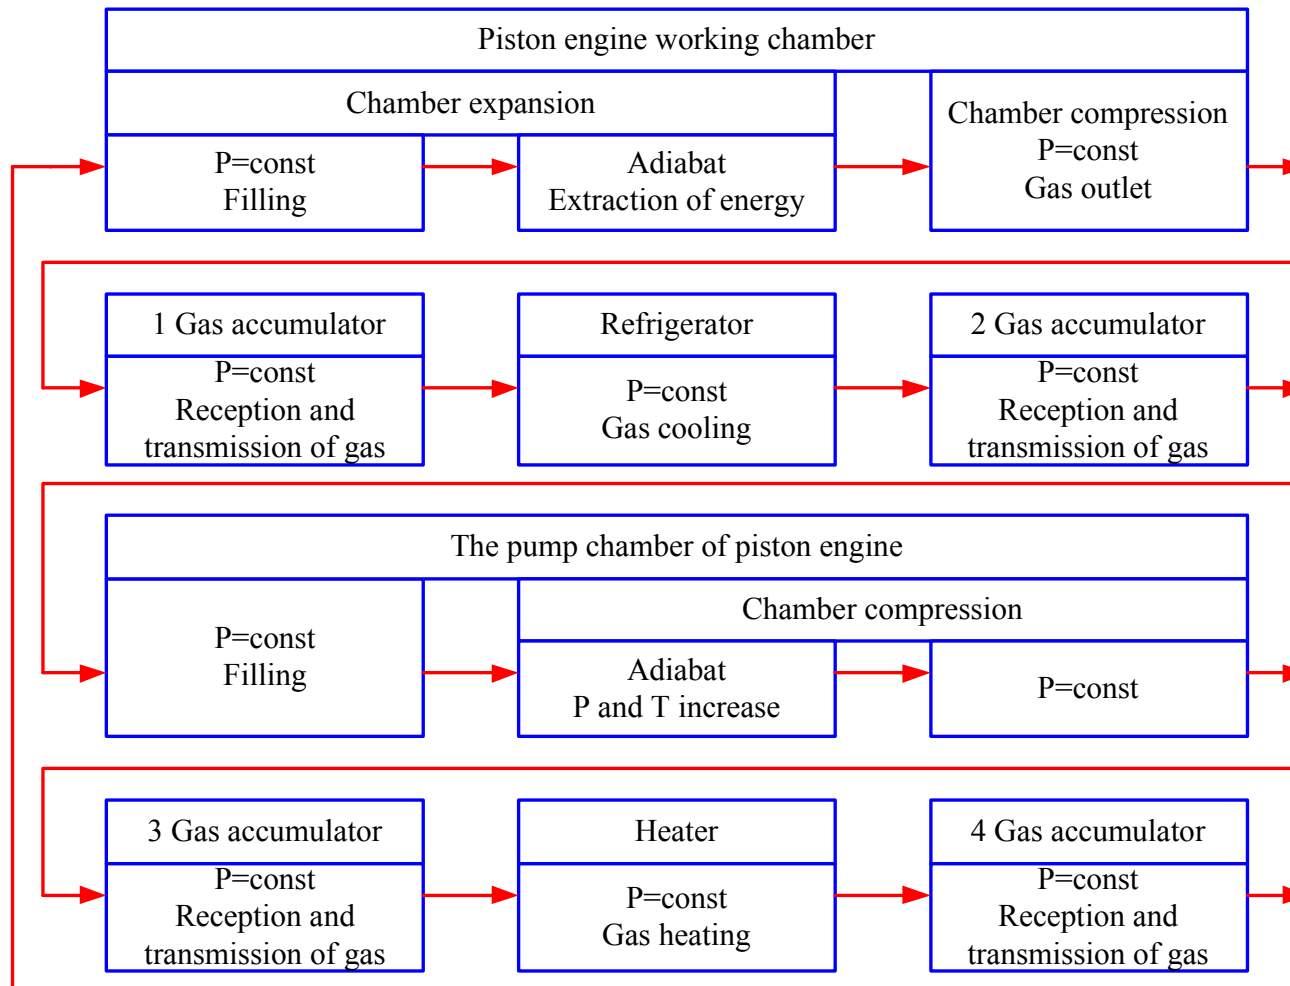 Piston engine working chamber
Chamber expansion
P=const
Filling
Adiabat
Extraction of energy
Chamber compression
P=const
Gas outlet
1 Gas accumulator
P=const
Reception and
transmission of gas
Refrigerator
P=const
Gas cooling
2 Gas accumulator
P=const
Reception and
transmission of gas
The pump chamber of piston engine
P=const
Filling
Chamber compression
Adiabat
P and T increase
P=const
3 Gas accumulator
P=const
Reception and
transmission of gas
Heater
P=const
Gas heating
4 Gas accumulator
P=const
Reception and
transmission of gas